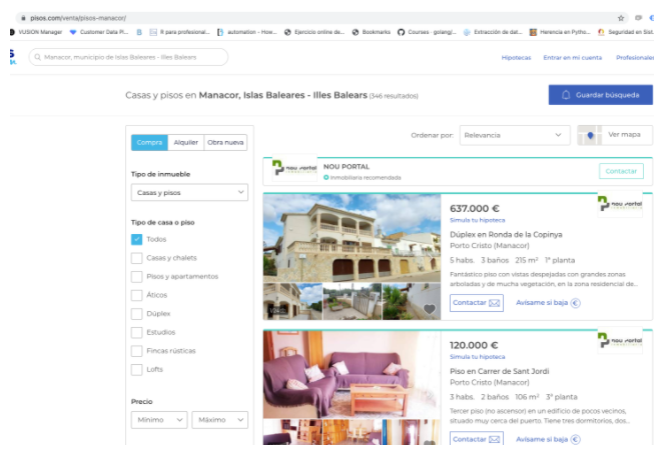 pisos.com/venta/pisos-manacor/
VUSION Manager
Customer Data Pl...
R para profesional...
automation - How...
Ejercicio online de...
Bookmarks
Courses · golangl...
Extracción de dat...
Herencia en Pytho...
Seguridad en Sist.
Manacor, municipio de Islas Baleares - Illes Balears
Hipotecas
Entrar en mi cuenta
Profesionales
Casas y pisos en Manacor, Islas Baleares - Illes Balears (346 resultados)
Guardar búsqueda
Compra
Alquiler
Obra nueva
Ordenar por:
Relevancia
Ver mapa
Tipo de inmueble
Casas y pisos
Tipo de casa o piso
Todos
Casas y chalets
Pisos y apartamentos
Áticos
Dúplex
Estudios
Fincas rústicas
Lofts
Precio
Mínimo
Máximo
nou portal
NOU PORTAL
Inmobiliaria recomendada
Contactar
637.000 €
nou portal
Simula tu hipoteca
Dúplex en Ronda de la Copinya
Porto Cristo (Manacor)
5 habs. 3 baños 215 m² 1ª planta
Fantástico piso con vistas despejadas con grandes zonas
arboladas y de mucha vegetación, en la zona residencial de...
Contactar
Avísame si baja
120.000 €
nou portal
Simula tu hipoteca
Piso en Carrer de Sant Jordi
Porto Cristo (Manacor)
3 habs. 2 baños 106 m² 3ª planta
Tercer piso (no ascensor) en un edificio de pocos vecinos,
situado muy cerca del puerto. Tiene tres dormitorios, dos...
Contactar
Avísame si baja